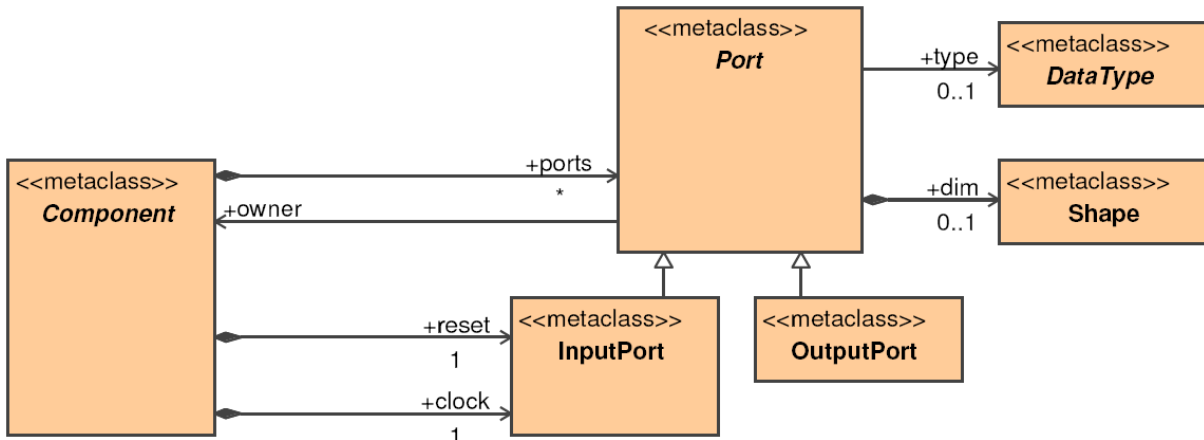 <<metaclass>>
Port
+type
0..1
<<metaclass>>
DataType
<<metaclass>>
Component
+ports
*
+owner
+dim
0..1
<<metaclass>>
Shape
+reset
1
+clock
1
<<metaclass>>
InputPort
<<metaclass>>
OutputPort